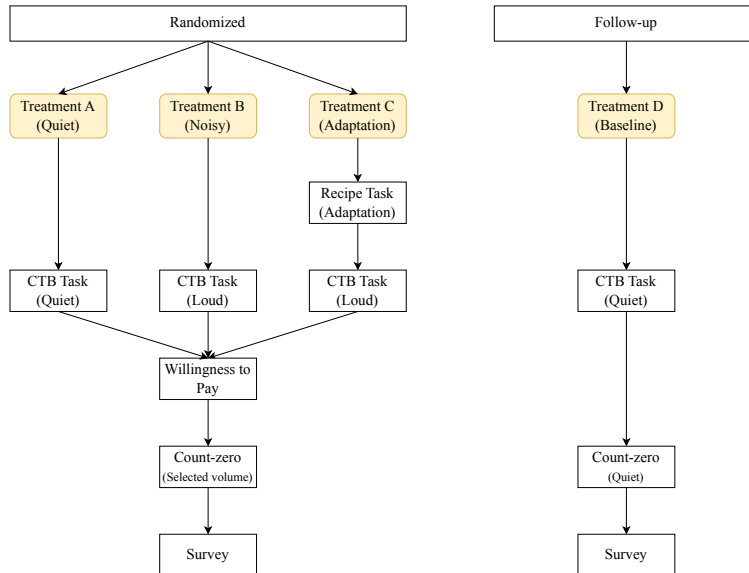 Randomized
Follow-up
Treatment A
(Quiet)
Treatment B
(Noisy)
Treatment C
(Adaptation)
Treatment D
(Baseline)
Recipe Task
(Adaptation)
CTB Task
(Quiet)
CTB Task
(Loud)
CTB Task
(Loud)
CTB Task
(Quiet)
Willingness to
Pay
Count-zero
(Selected volume)
Count-zero
(Quiet)
Survey
Survey